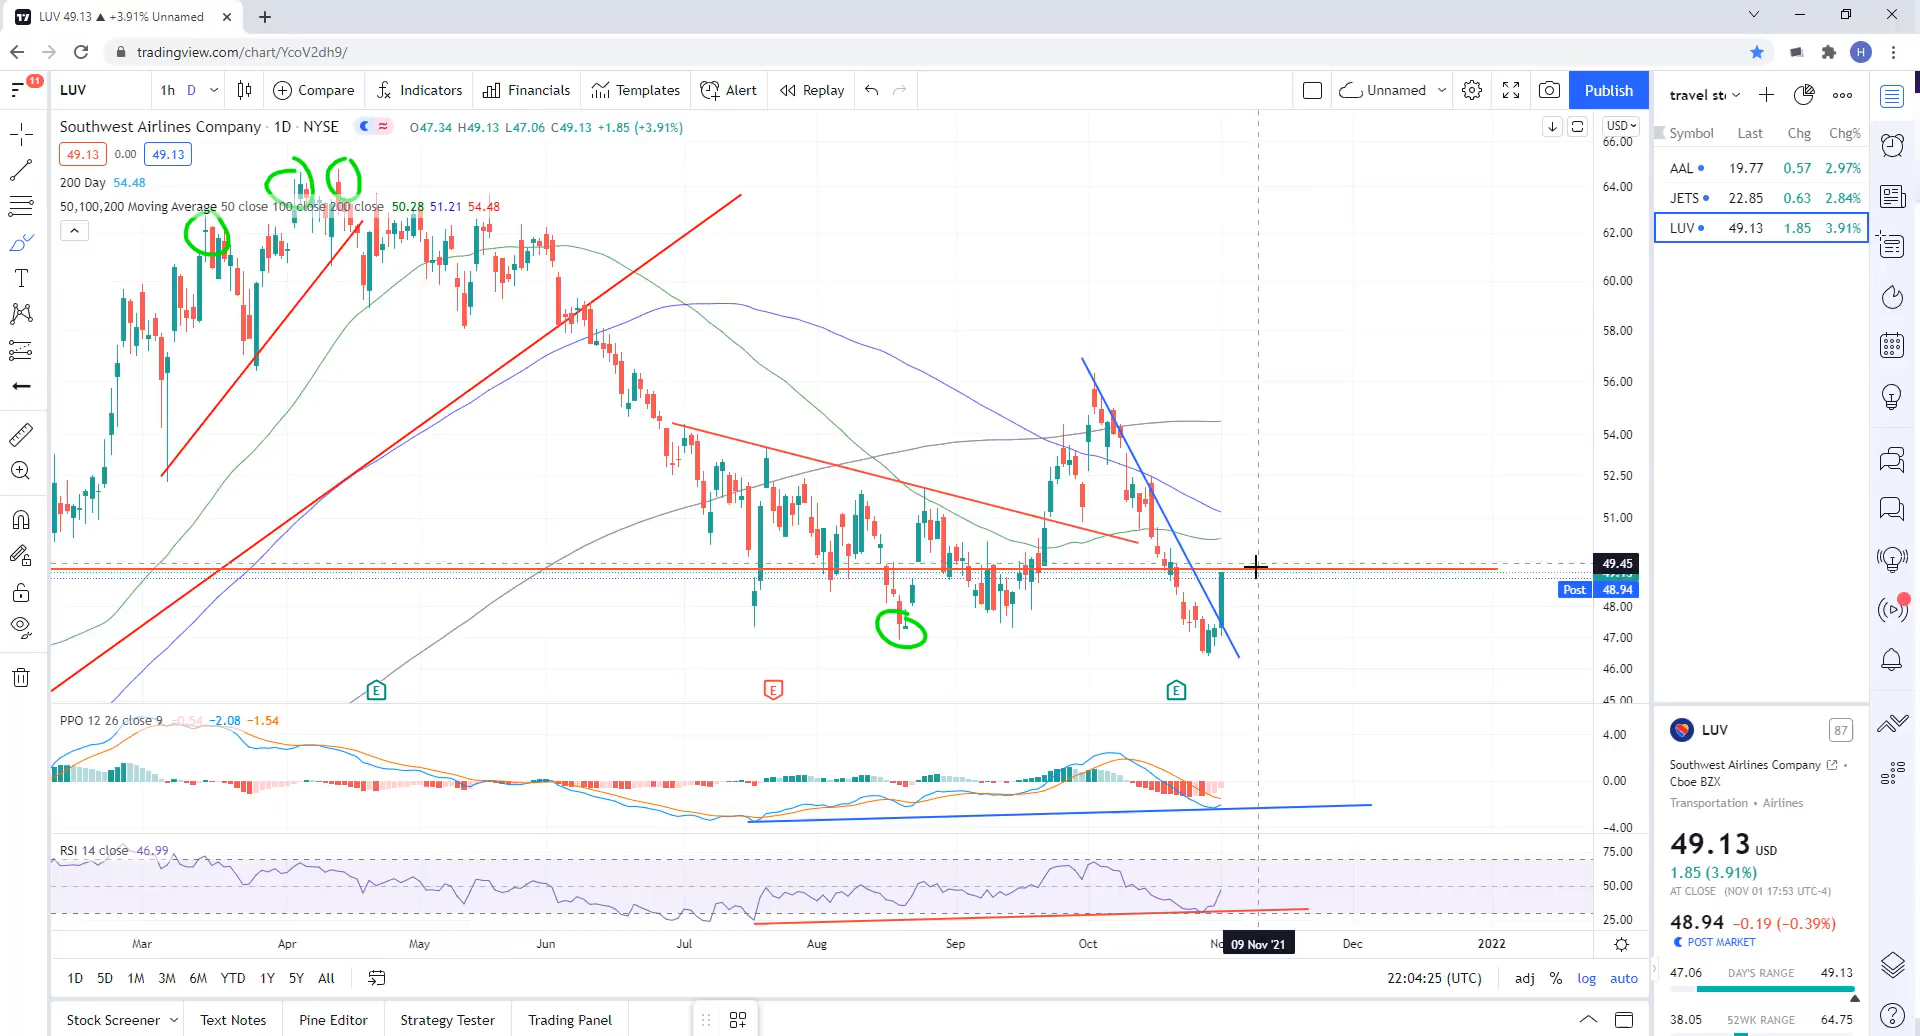 LUV 49.13 ▲ +3.91% Unnamed
tradingview.com/chart/YcoV2dh9/
H
11
LUV
1h D
Compare
Indicators
Financials
Templates
Alert
Replay
Unnamed
Publish
Southwest Airlines Company · 1D · NYSE
O47.34 H49.13 L47.06 C49.13 +1.85 (+3.91%)
49.13 0.00 49.13
200 Day 54.48
50,100,200 Moving Average 50 close 100 close 200 close 50.28 51.21 54.48
USD
66.00
64.00
62.00
60.00
58.00
56.00
54.00
52.50
51.00
49.45
Post 48.94
48.00
47.00
46.00
45.00
E
E
E
PPO 12 26 close 9 −0.54 −2.08 −1.54
4.00
0.00
−4.00
RSI 14 close 46.99
75.00
50.00
25.00
Mar Apr May Jun Jul Aug Sep Oct 09 Nov '21 Dec 2022
1D 5D 1M 3M 6M YTD 1Y 5Y All
22:04:25 (UTC) adj % log auto
Stock Screener Text Notes Pine Editor Strategy Tester Trading Panel
travel st
Symbol Last Chg Chg%
AAL 19.77 0.57 2.97%
JETS 22.85 0.63 2.84%
LUV 49.13 1.85 3.91%
LUV 87
Southwest Airlines Company •
Cboe BZX
Transportation • Airlines
49.13 USD
1.85 (3.91%)
AT CLOSE (NOV 01 17:53 UTC-4)
48.94 −0.19 (−0.39%)
POST MARKET
47.06 DAY'S RANGE 49.13
38.05 52WK RANGE 64.75